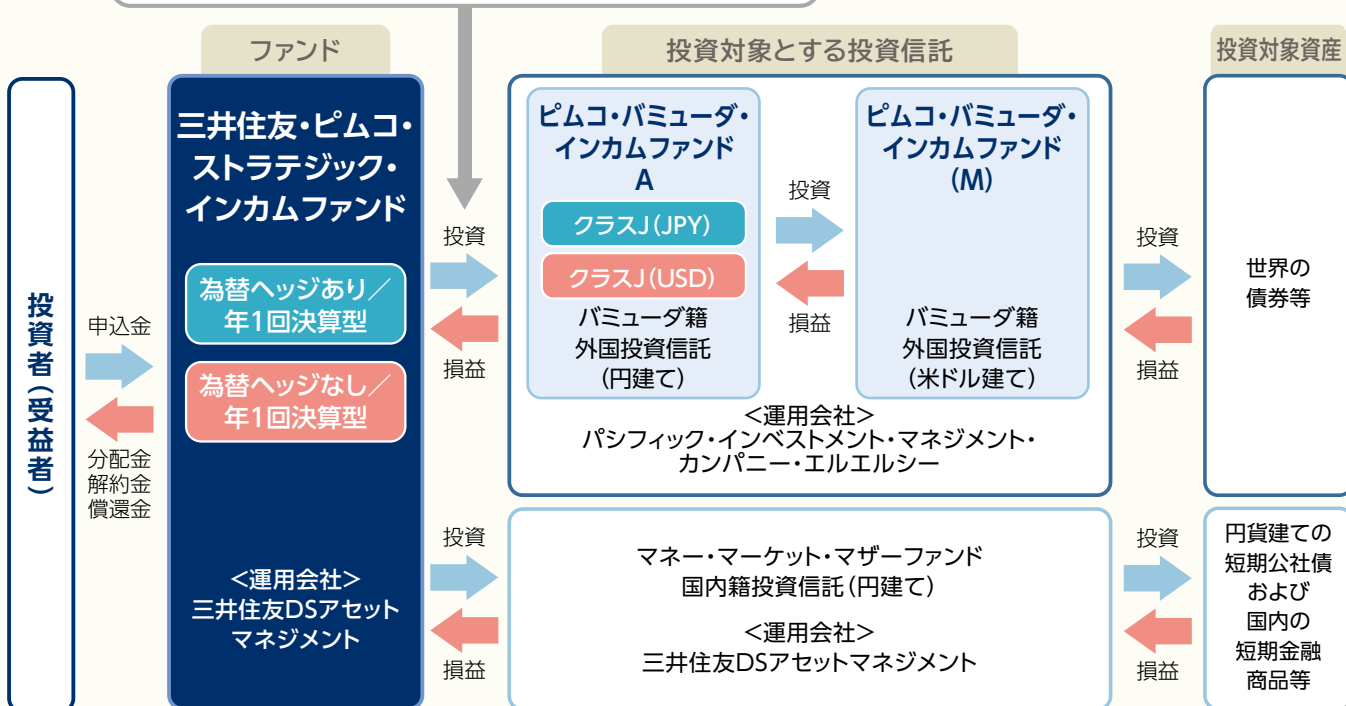 ファンド
投資対象とする投資信託
投資対象資産
投資者(受益者)
申込金
分配金
解約金
償還金
三井住友・ピムコ・
ストラテジック・
インカムファンド
為替ヘッジあり／
年1回決算型
為替ヘッジなし／
年1回決算型
<運用会社>
三井住友DSアセット
マネジメント
投資
損益
ピムコ・バミューダ・
インカムファンド
A
クラスJ(JPY)
クラスJ(USD)
バミューダ籍
外国投資信託
(円建て)
投資
損益
ピムコ・バミューダ・
インカムファンド
(M)
バミューダ籍
外国投資信託
(米ドル建て)
<運用会社>
パシフィック・インベストメント・マネジメント・
カンパニー・エルエルシー
投資
損益
世界の
債券等
投資
損益
マネー・マーケット・マザーファンド
国内籍投資信託(円建て)
<運用会社>
三井住友DSアセットマネジメント
投資
損益
円貨建ての
短期公社債
および
国内の
短期金融
商品等